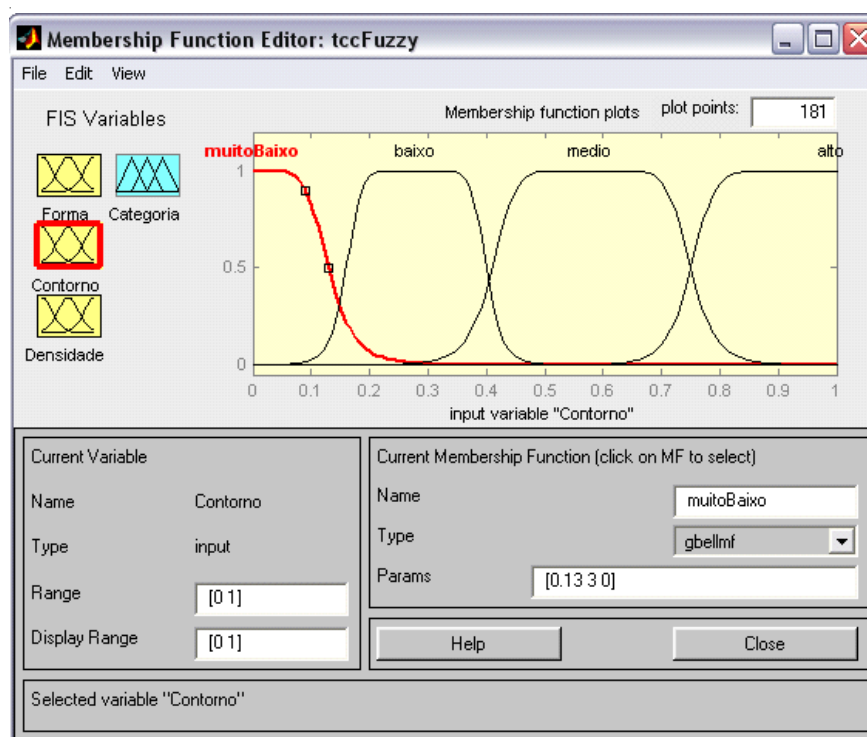 Membership Function Editor: tccFuzzy
File Edit View
FIS Variables
Forma Categoria
Contorno
Densidade
Membership function plots plot points: 181
muitoBaixo baixo medio alto
1
0.5
0
0 0.1 0.2 0.3 0.4 0.5 0.6 0.7 0.8 0.9 1
input variable "Contorno"
Current Variable
Name Contorno
Type input
Range [0 1]
Display Range [0 1]
Current Membership Function (click on MF to select)
Name muitoBaixo
Type gbellmf
Params [0.13 3 0]
Help Close
Selected variable "Contorno"